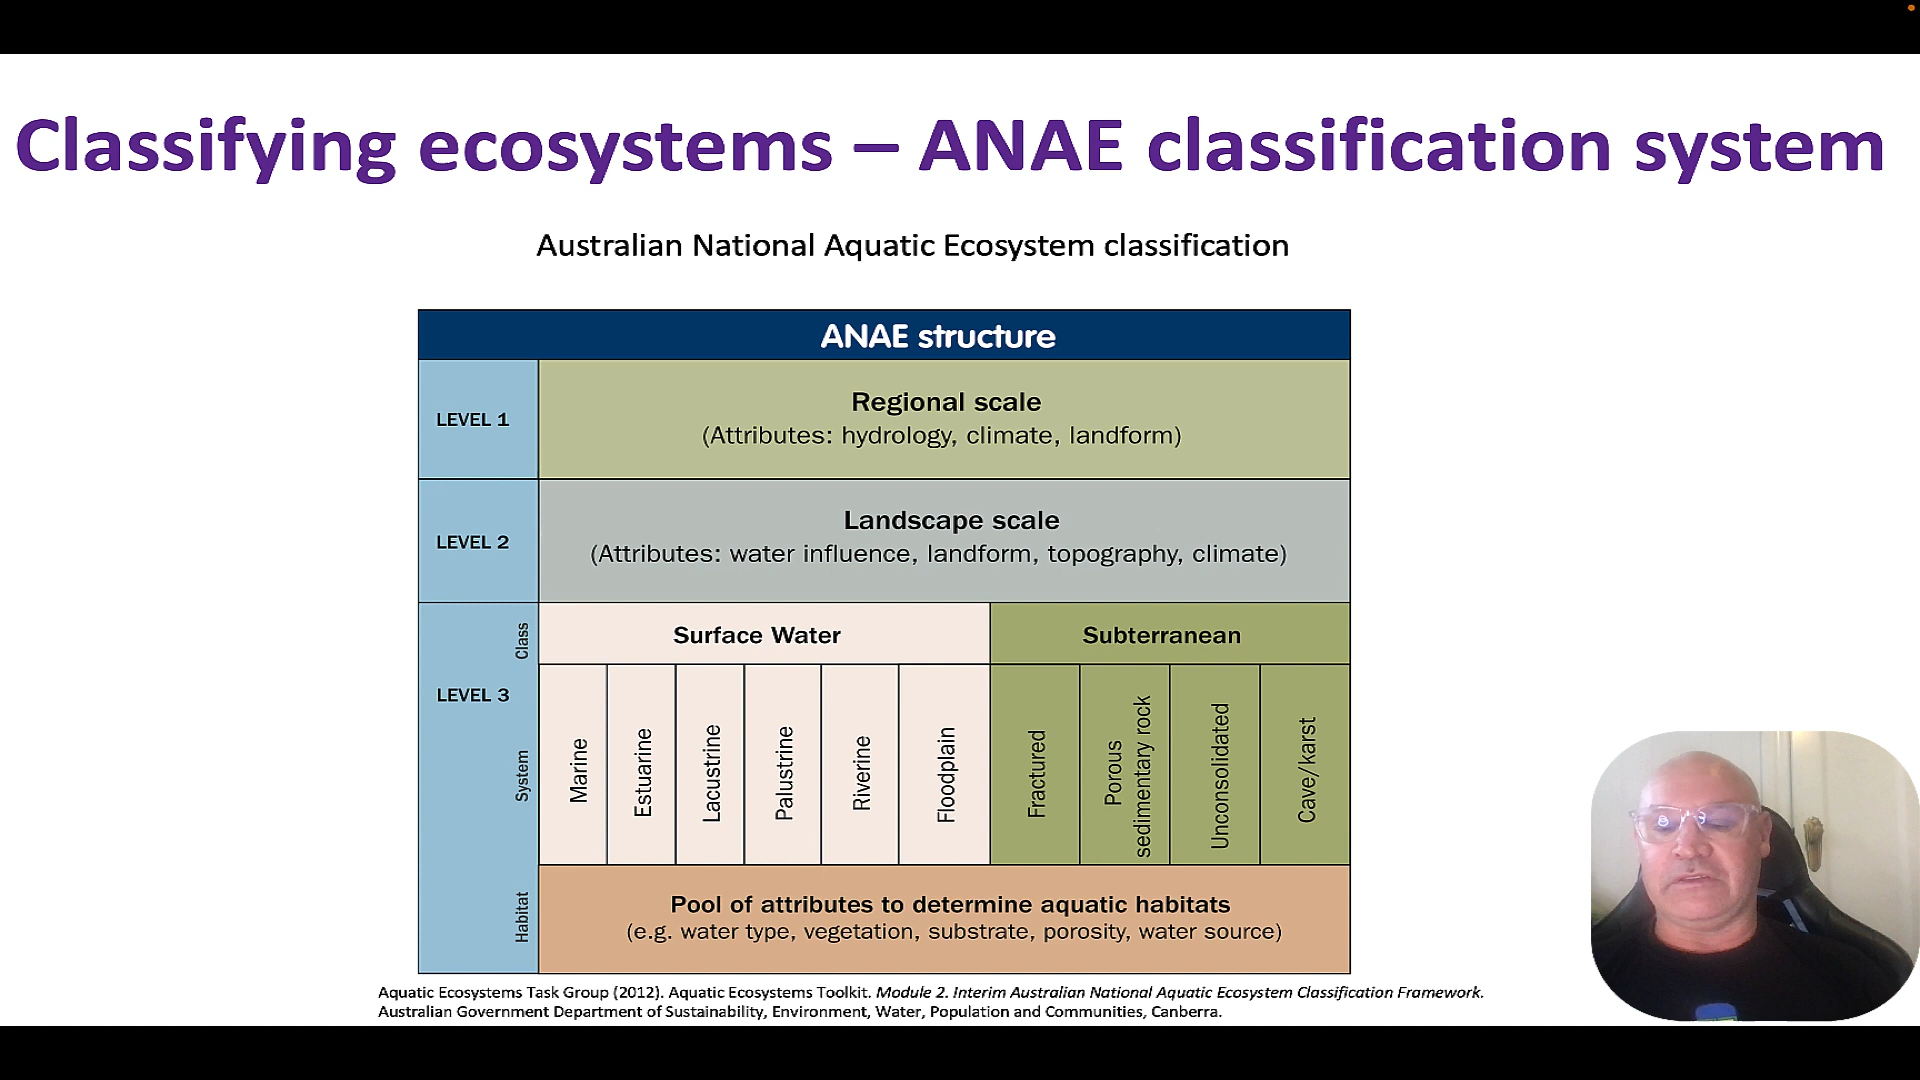 Classifying ecosystems – ANAE classification system
Australian National Aquatic Ecosystem classification
ANAE structure
LEVEL 1
Regional scale
(Attributes: hydrology, climate, landform)
LEVEL 2
Landscape scale
(Attributes: water influence, landform, topography, climate)
LEVEL 3
Class
Surface Water
Subterranean
System
Marine
Estuarine
Lacustrine
Palustrine
Riverine
Floodplain
Fractured
Porous
sedimentary rock
Unconsolidated
Cave/karst
Habitat
Pool of attributes to determine aquatic habitats
(e.g. water type, vegetation, substrate, porosity, water source)
Aquatic Ecosystems Task Group (2012). Aquatic Ecosystems Toolkit. Module 2. Interim Australian National Aquatic Ecosystem Classification Framework.
Australian Government Department of Sustainability, Environment, Water, Population and Communities, Canberra.